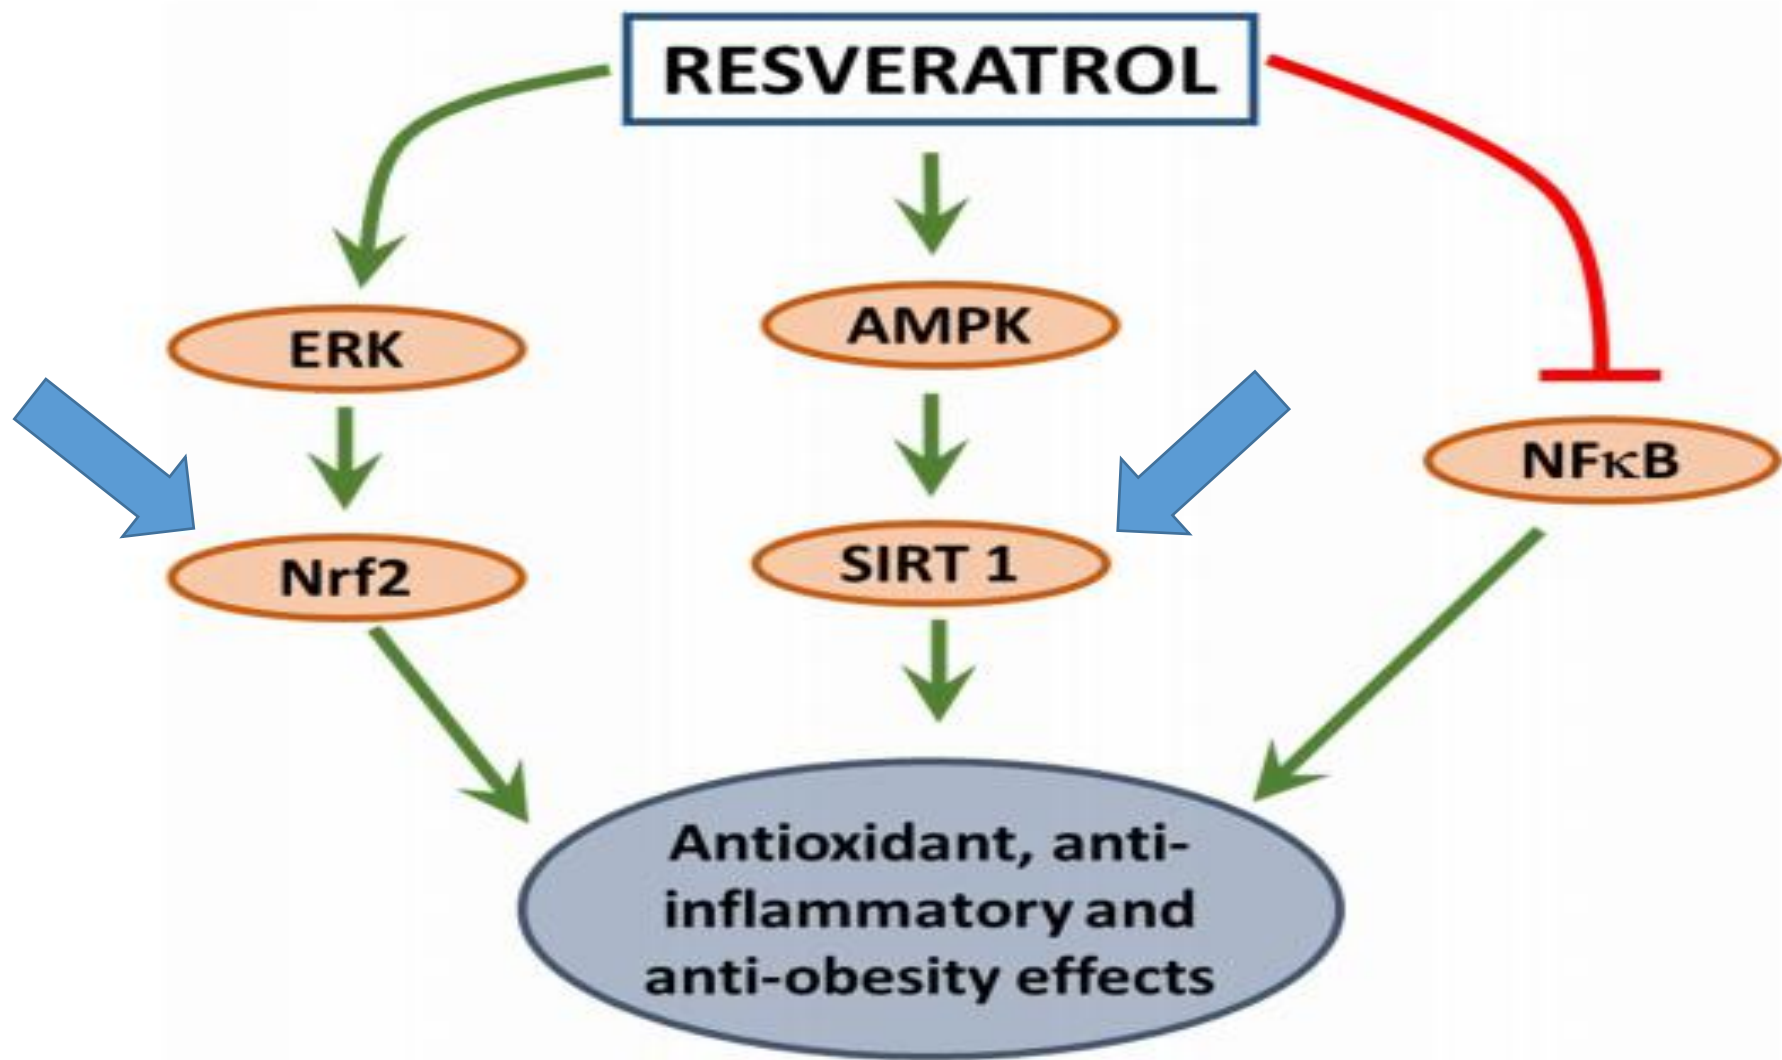 RESVERATROL
ERK
AMPK
NFκB
Nrf2
SIRT 1
Antioxidant, anti-
inflammatory and
anti-obesity effects